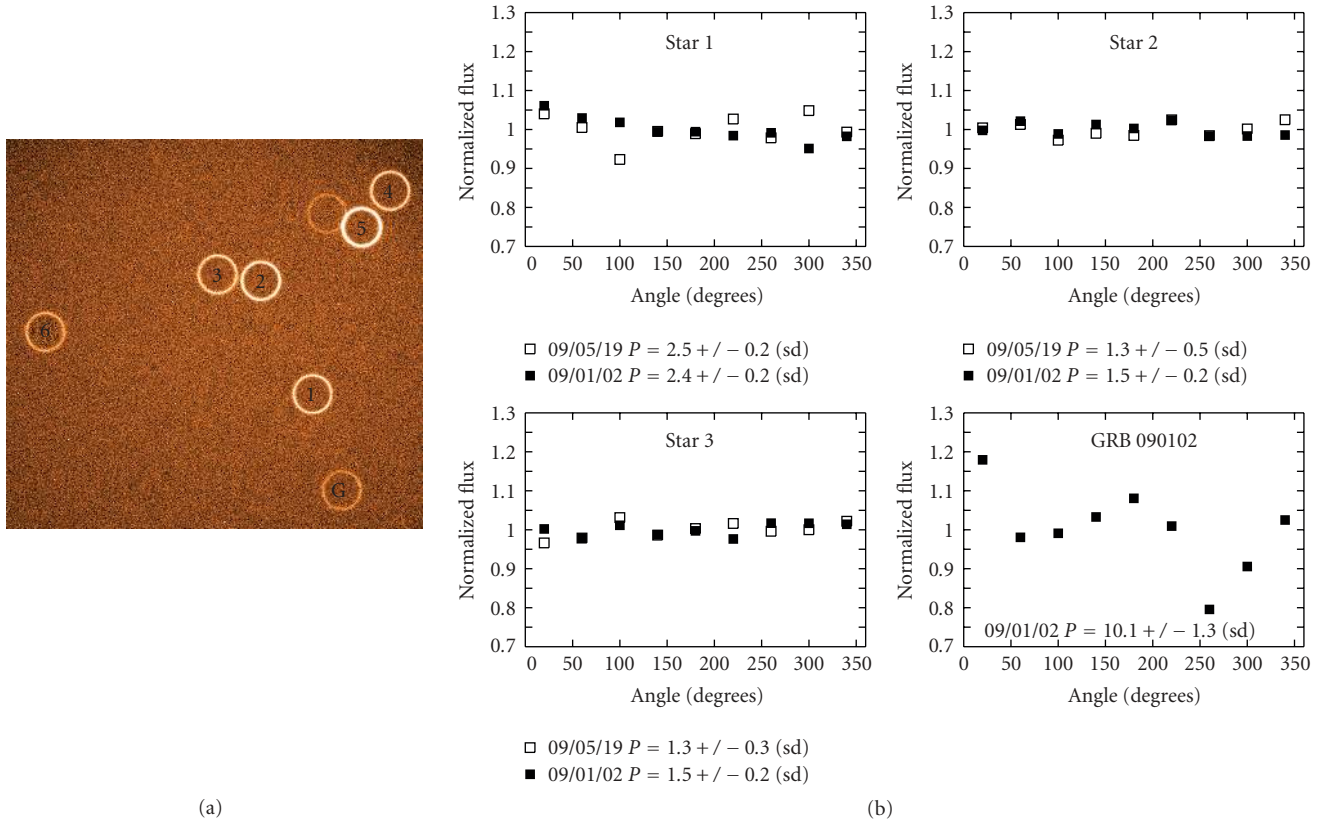 4
5
3
2
6
1
G
(a)
1.3
1.2
1.1
1
0.9
0.8
0.7
Normalized flux
Star 1
0 50 100 150 200 250 300 350
Angle (degrees)
09/05/19 P = 2.5 + / − 0.2 (sd)
09/01/02 P = 2.4 + / − 0.2 (sd)
1.3
1.2
1.1
1
0.9
0.8
0.7
Normalized flux
Star 2
0 50 100 150 200 250 300 350
Angle (degrees)
09/05/19 P = 1.3 + / − 0.5 (sd)
09/01/02 P = 1.5 + / − 0.2 (sd)
1.3
1.2
1.1
1
0.9
0.8
0.7
Normalized flux
Star 3
0 50 100 150 200 250 300 350
Angle (degrees)
09/05/19 P = 1.3 + / − 0.3 (sd)
09/01/02 P = 1.5 + / − 0.2 (sd)
1.3
1.2
1.1
1
0.9
0.8
0.7
Normalized flux
GRB 090102
09/01/02 P = 10.1 + / − 1.3 (sd)
0 50 100 150 200 250 300 350
Angle (degrees)
(b)